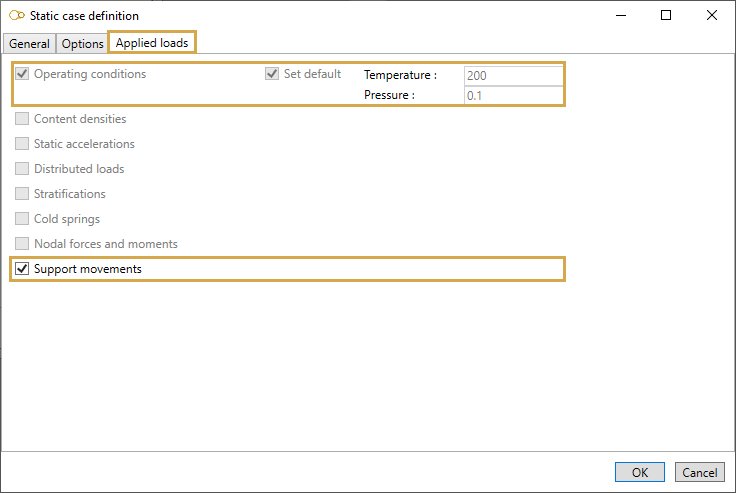 Static case definition
General Options Applied loads
Operating conditions Set default Temperature : 200
Pressure : 0.1
Content densities
Static accelerations
Distributed loads
Stratifications
Cold springs
Nodal forces and moments
Support movements
OK Cancel